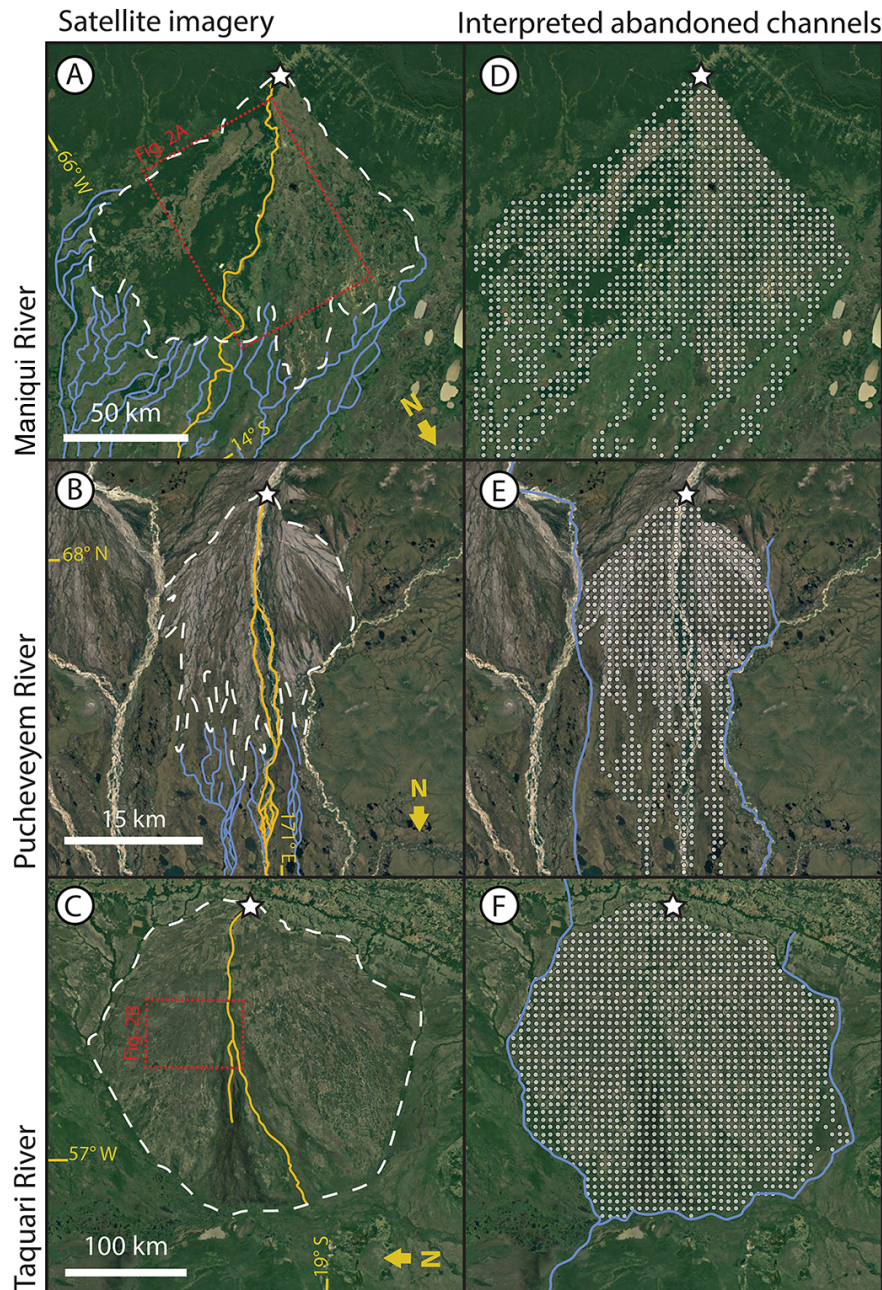 Satellite imagery
Interpreted abandoned channels
Maniqui River
A
66° W
Fig. 2A
50 km
14° S
N
D
Pucheveyem River
B
68° N
15 km
171° E
N
E
Taquari River
C
Fig. 2B
57° W
100 km
19° S
N
F